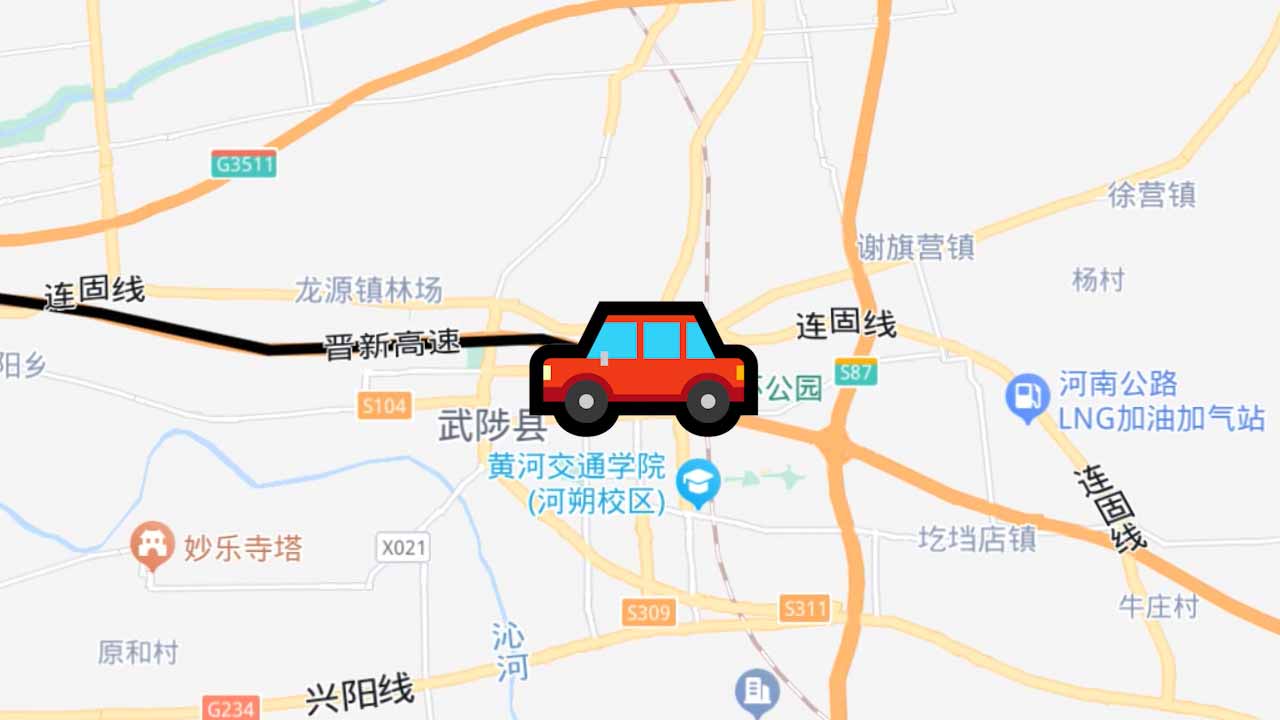 G3511
徐营镇
谢旗营镇
杨村
连固线
龙源镇林场
连固线
晋新高速
阳乡
公园
S87
河南公路
LNG加油加气站
S104
武陟县
黄河交通学院
(河朔校区)
连固线
妙乐寺塔
X021
圪垱店镇
S309
S311
牛庄村
原和村
沁河
兴阳线
G234